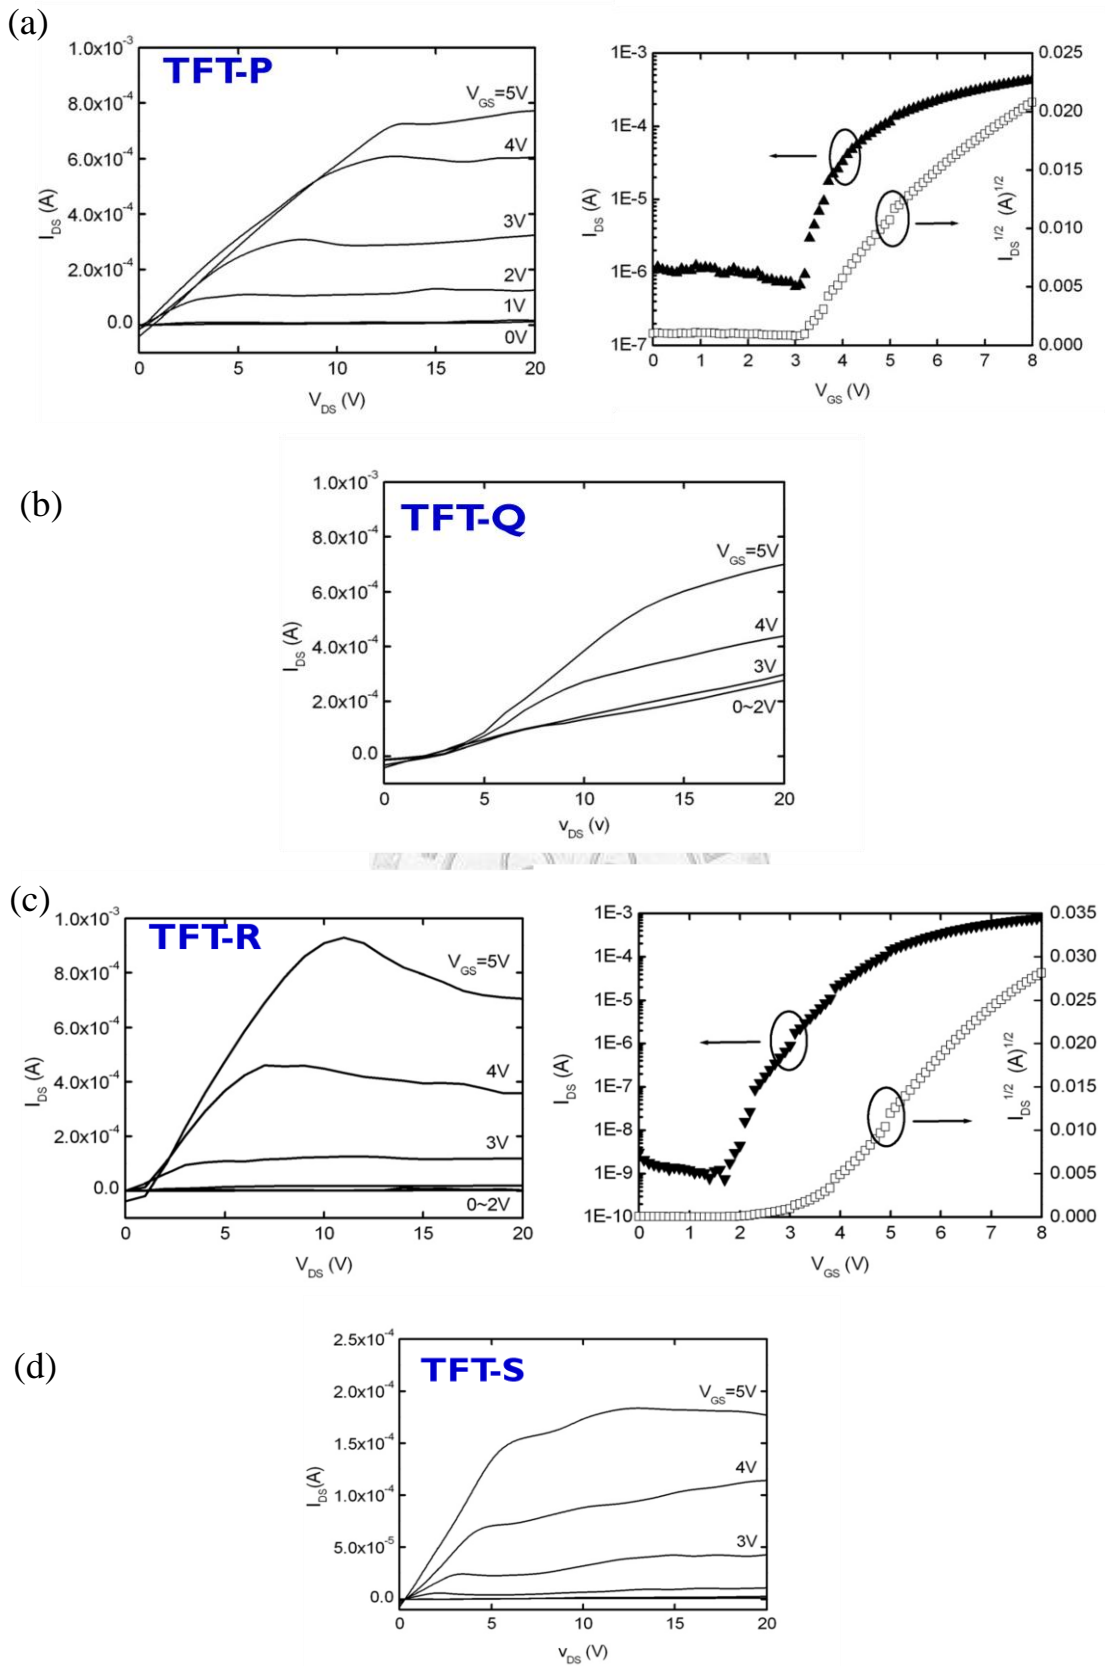 (a)
TFT-P
1.0x10⁻³
8.0x10⁻⁴
6.0x10⁻⁴
4.0x10⁻⁴
2.0x10⁻⁴
0.0
I_DS (A)
V_GS=5V
4V
3V
2V
1V
0V
0 5 10 15 20
V_DS (V)
1E-3
1E-4
1E-5
1E-6
1E-7
I_DS (A)
0.025
0.020
0.015
0.010
0.005
0.000
I_DS^1/2 (A)^1/2
0 1 2 3 4 5 6 7 8
V_GS (V)
(b)
TFT-Q
1.0x10⁻³
8.0x10⁻⁴
6.0x10⁻⁴
4.0x10⁻⁴
2.0x10⁻⁴
0.0
I_DS (A)
V_GS=5V
4V
3V
0~2V
0 5 10 15 20
v_DS (v)
(c)
TFT-R
1.0x10⁻³
8.0x10⁻⁴
6.0x10⁻⁴
4.0x10⁻⁴
2.0x10⁻⁴
0.0
I_DS (A)
V_GS=5V
4V
3V
0~2V
0 5 10 15 20
V_DS (V)
1E-3
1E-4
1E-5
1E-6
1E-7
1E-8
1E-9
1E-10
I_DS (A)
0.035
0.030
0.025
0.020
0.015
0.010
0.005
0.000
I_DS^1/2 (A)^1/2
0 1 2 3 4 5 6 7 8
V_GS (V)
(d)
TFT-S
2.5x10⁻⁴
2.0x10⁻⁴
1.5x10⁻⁴
1.0x10⁻⁴
5.0x10⁻⁵
0.0
I_DS(A)
V_GS=5V
4V
3V
0 5 10 15 20
v_DS (V)